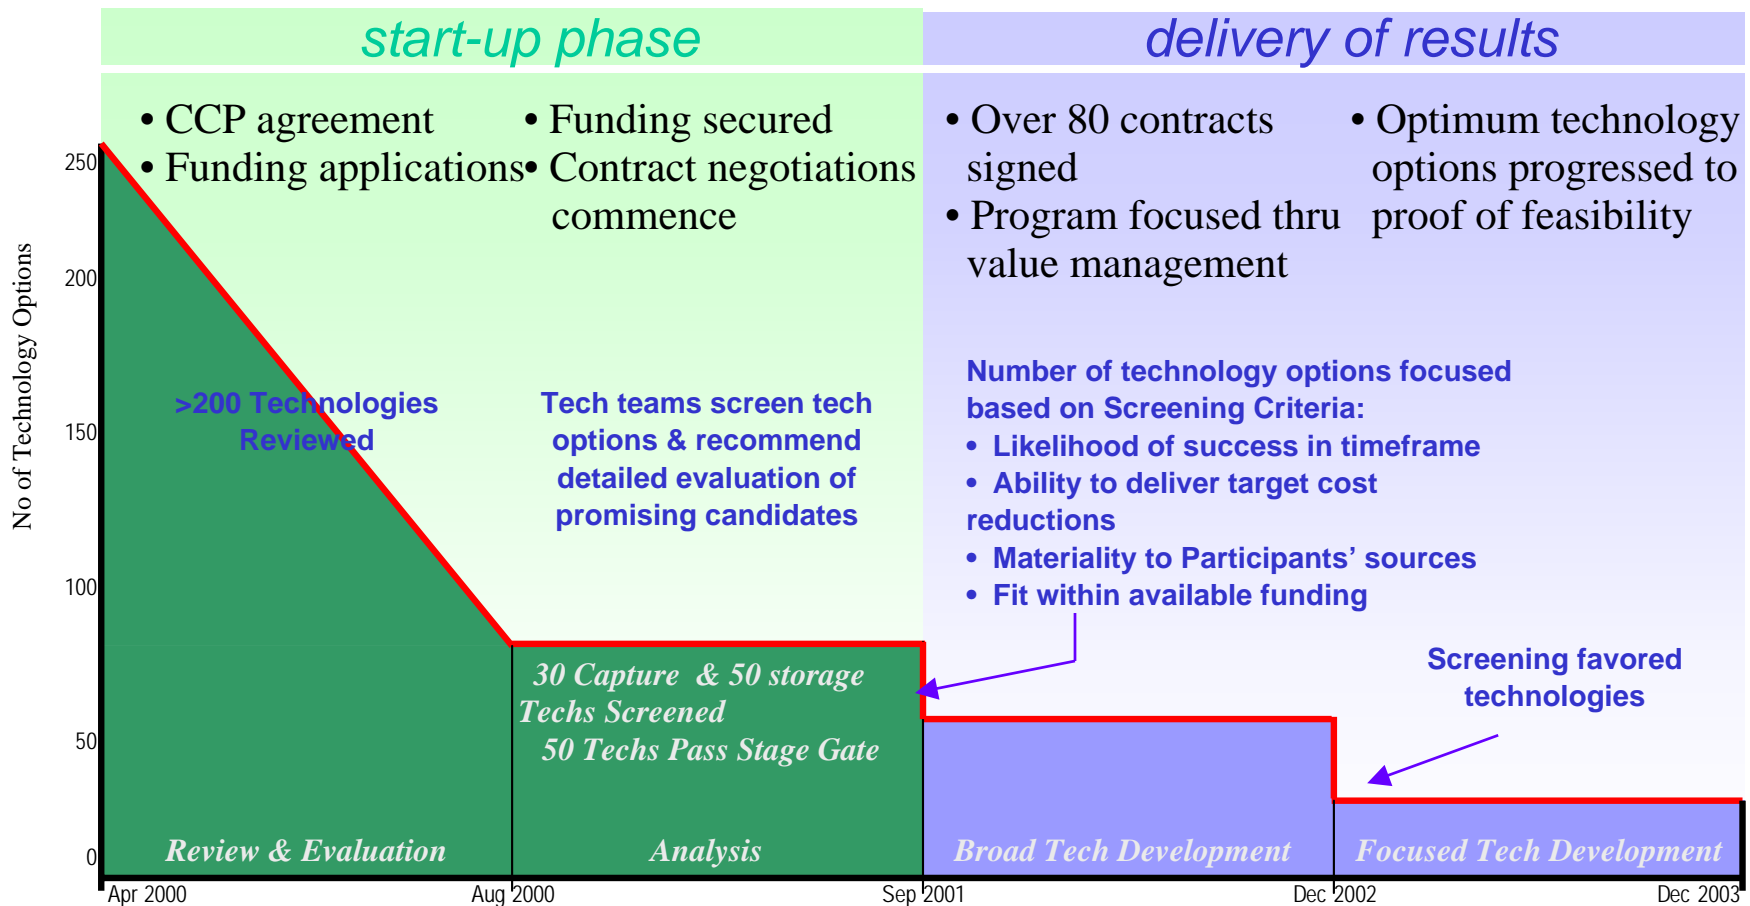 start-up phase
delivery of results
• CCP agreement
• Funding applications
• Funding secured
• Contract negotiations
commence
• Over 80 contracts
signed
• Program focused thru
value management
• Optimum technology
options progressed to
proof of feasibility
No of Technology Options
250
200
150
100
50
0
>200 Technologies
Reviewed
Tech teams screen tech
options & recommend
detailed evaluation of
promising candidates
Number of technology options focused
based on Screening Criteria:
• Likelihood of success in timeframe
• Ability to deliver target cost
reductions
• Materiality to Participants’ sources
• Fit within available funding
Screening favored
technologies
30 Capture & 50 storage
Techs Screened
50 Techs Pass Stage Gate
Review & Evaluation
Analysis
Broad Tech Development
Focused Tech Development
Apr 2000
Aug 2000
Sep 2001
Dec 2002
Dec 2003